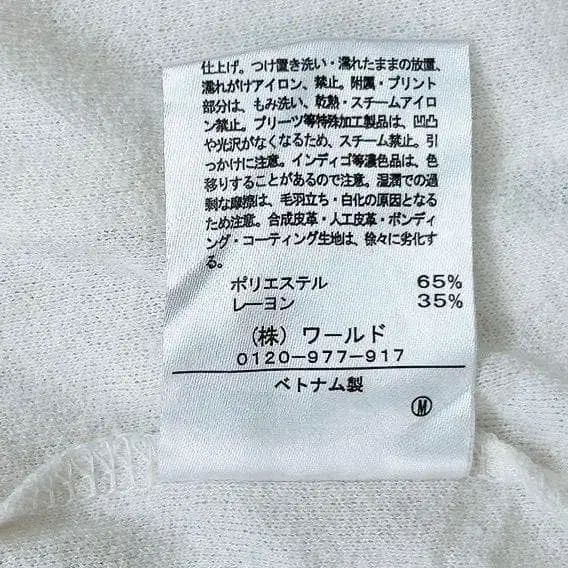 仕上げ。つけ置き洗い・濡れたままの放置、
濡れがけアイロン、禁止。附属・プリント
部分は、もみ洗い、乾熱・スチームアイロ
ン禁止。プリーツ等特殊加工製品は、凹凸
や光沢がなくなるため、スチーム禁止。引
っかけに注意。インディゴ等濃色品は、色
移りすることがあるので注意。湿潤での過
剰な摩擦は、毛羽立ち・白化の原因となる
ため注意。合成皮革・人工皮革・ボンディ
ング・コーティング生地は、徐々に劣化す
る。
ポリエステル 65%
レーヨン 35%
(株)ワールド
0120-977-917
ベトナム製
Ⓜ